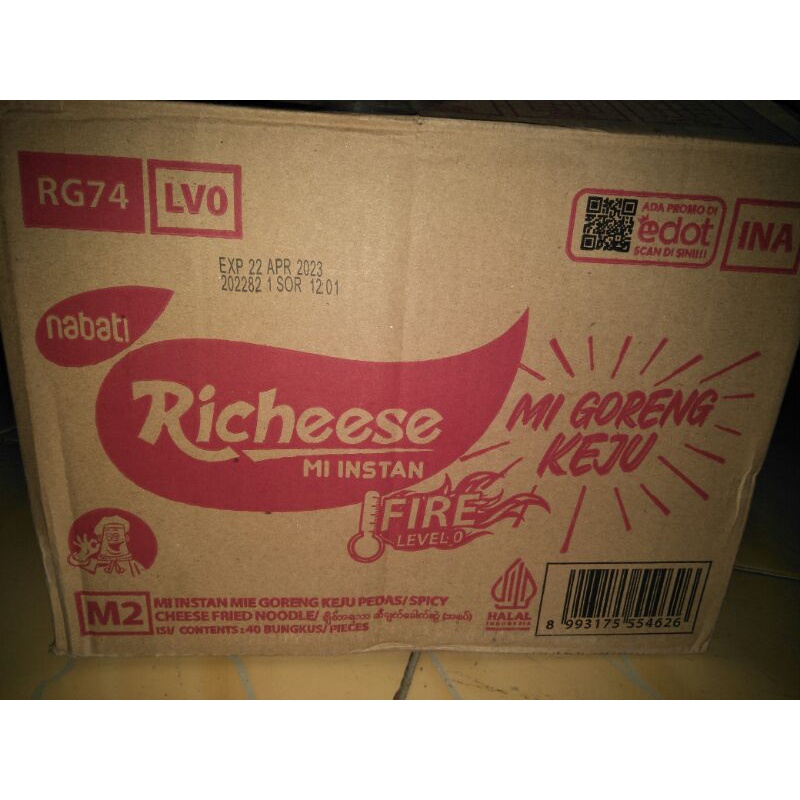 RG74 LV0
ADA PROMO DI
edot
SCAN DI SINI!!!
INA
EXP 22 APR 2023
202282 1 SOR 12 01
nabati
Richeese
MI INSTAN
MI GORENG
KEJU
FIRE
LEVEL 0
M2
MI INSTAN MIE GORENG KEJU PEDAS/ SPICY
CHEESE FRIED NOODLE/
ISI/ CONTENTS : 40 BUNGKUS/ PIECES
HALAL
INDONESIA
8 993175 554626